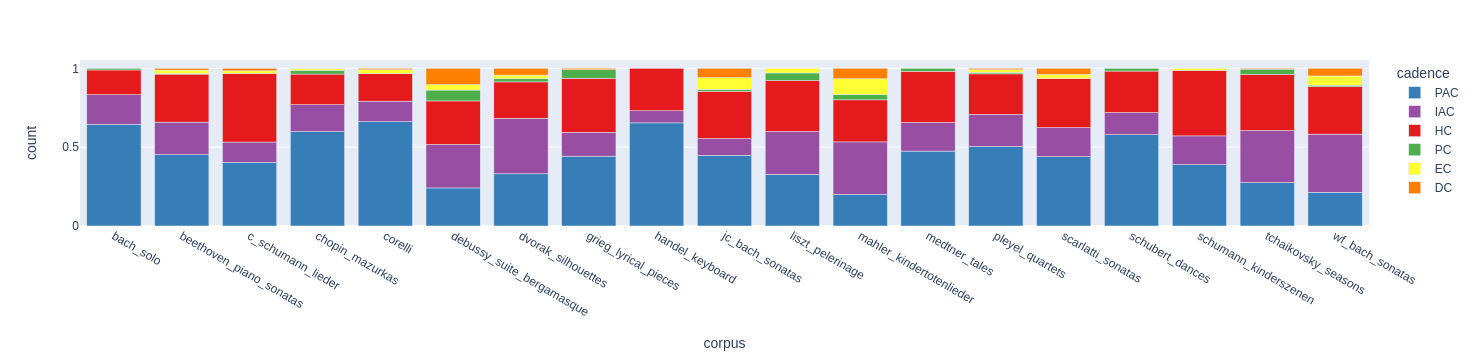 count
1
0.5
0
bach_solo
beethoven_piano_sonatas
c_schumann_lieder
chopin_mazurkas
corelli
debussy_suite_bergamasque
dvorak_silhouettes
grieg_lyrical_pieces
handel_keyboard
jc_bach_sonatas
liszt_pelerinage
mahler_kindertotenlieder
medtner_tales
pleyel_quartets
scarlatti_sonatas
schubert_dances
schumann_kinderszenen
tchaikovsky_seasons
wf_bach_sonatas
corpus
cadence
PAC
IAC
HC
PC
EC
DC